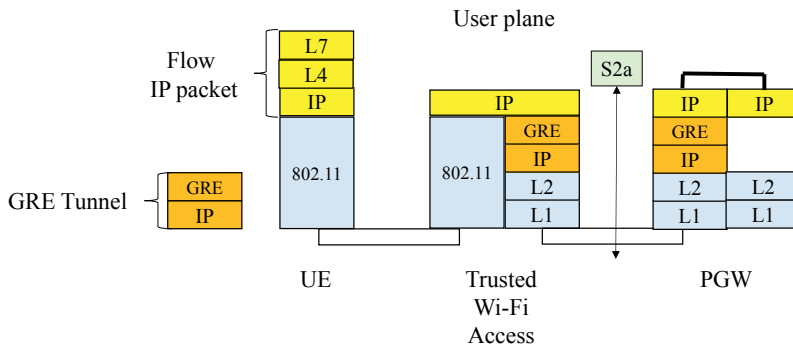 User plane
Flow
IP packet
L7
L4
IP
802.11
GRE Tunnel
GRE
IP
UE
IP
802.11
GRE
IP
L2
L1
Trusted
Wi-Fi
Access
S2a
IP
IP
GRE
IP
L2
L2
L1
L1
PGW